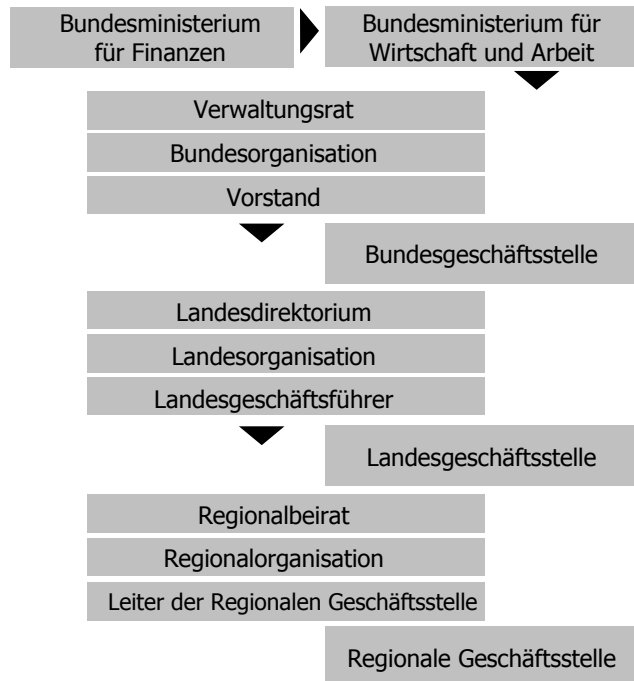 Bundesministerium
für Finanzen
Bundesministerium für
Wirtschaft und Arbeit
Verwaltungsrat
Bundesorganisation
Vorstand
Bundesgeschäftsstelle
Landesdirektorium
Landesorganisation
Landesgeschäftsführer
Landesgeschäftsstelle
Regionalbeirat
Regionalorganisation
Leiter der Regionalen Geschäftsstelle
Regionale Geschäftsstelle